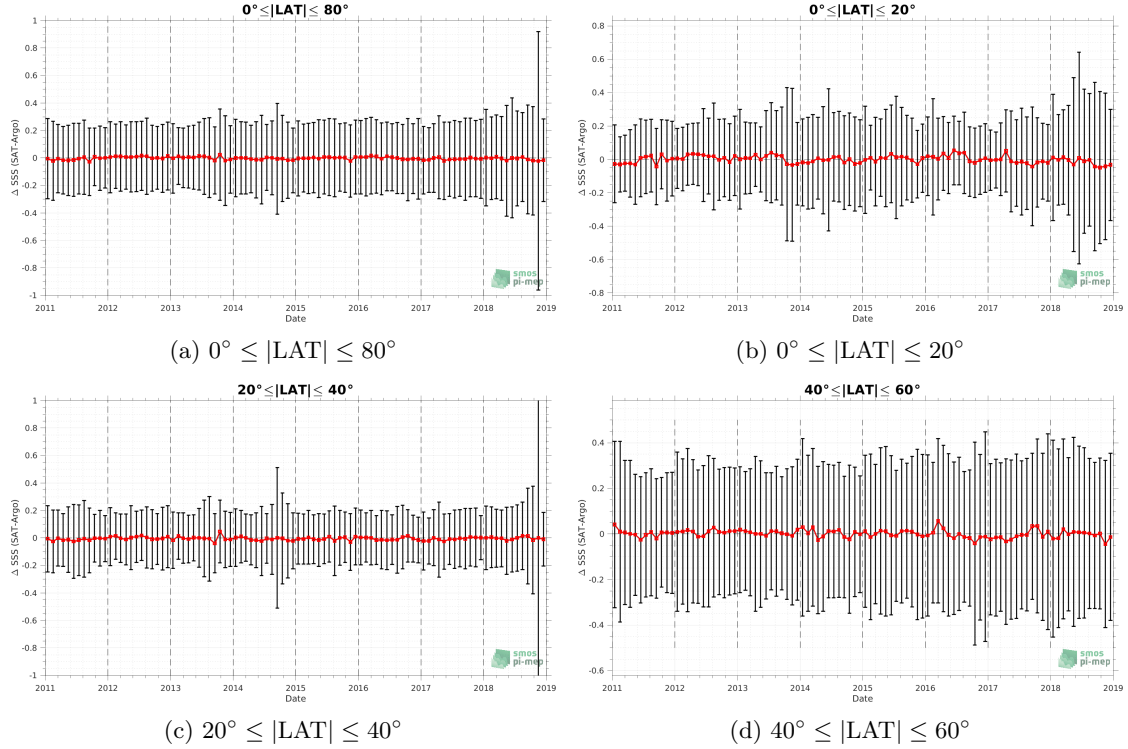 0°≤|LAT|≤ 80°
1
0.8
0.6
0.4
0.2
0
-0.2
-0.4
-0.6
-0.8
-1
Δ SSS (SAT-Argo)
2011 2012 2013 2014 2015 2016 2017 2018 2019
Date
smos
pi-mep
(a) 0° ≤ |LAT| ≤ 80°
0°≤|LAT|≤ 20°
0.8
0.6
0.4
0.2
0
-0.2
-0.4
-0.6
-0.8
Δ SSS (SAT-Argo)
2011 2012 2013 2014 2015 2016 2017 2018 2019
Date
smos
pi-mep
(b) 0° ≤ |LAT| ≤ 20°
20°≤|LAT|≤ 40°
1
0.8
0.6
0.4
0.2
0
-0.2
-0.4
-0.6
-0.8
-1
Δ SSS (SAT-Argo)
2011 2012 2013 2014 2015 2016 2017 2018 2019
Date
smos
pi-mep
(c) 20° ≤ |LAT| ≤ 40°
40°≤|LAT|≤ 60°
0.4
0.2
0
-0.2
-0.4
-0.6
Δ SSS (SAT-Argo)
2011 2012 2013 2014 2015 2016 2017 2018 2019
Date
smos
pi-mep
(d) 40° ≤ |LAT| ≤ 60°